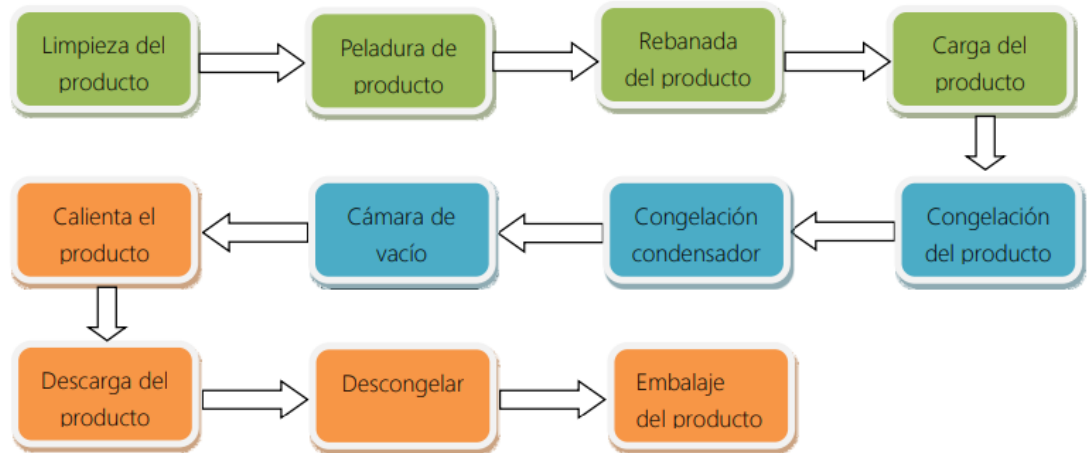 Limpieza del
producto
Peladura de
producto
Rebanada
del producto
Carga del
producto
Congelación
del producto
Congelación
condensador
Cámara de
vacío
Calienta el
producto
Descarga del
producto
Descongelar
Embalaje
del producto